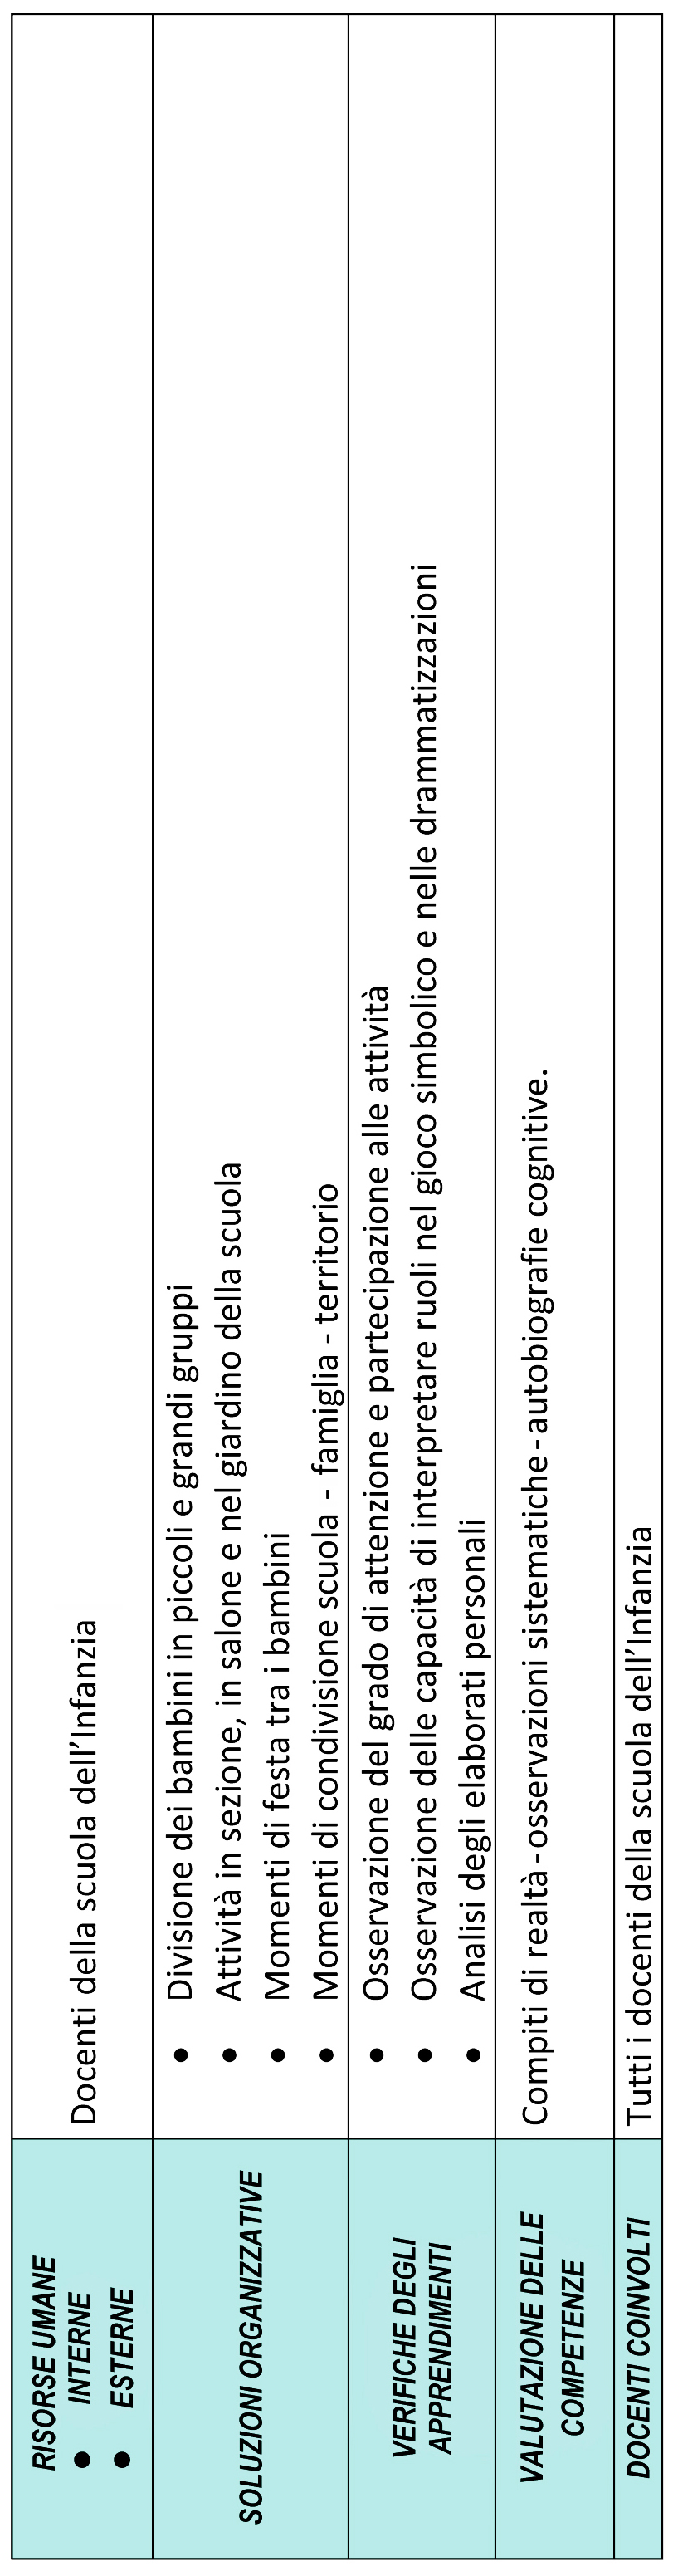 RISORSE UMANE
● INTERNE
● ESTERNE
Docenti della scuola dell’Infanzia
SOLUZIONI ORGANIZZATIVE
● Divisione dei bambini in piccoli e grandi gruppi
● Attività in sezione, in salone e nel giardino della scuola
● Momenti di festa tra i bambini
● Momenti di condivisione scuola - famiglia - territorio
VERIFICHE DEGLI
APPRENDIMENTI
● Osservazione del grado di attenzione e partecipazione alle attività
● Osservazione delle capacità di interpretare ruoli nel gioco simbolico e nelle drammatizzazioni
● Analisi degli elaborati personali
VALUTAZIONE DELLE
COMPETENZE
Compiti di realtà - osservazioni sistematiche - autobiografie cognitive.
DOCENTI COINVOLTI
Tutti i docenti della scuola dell’Infanzia